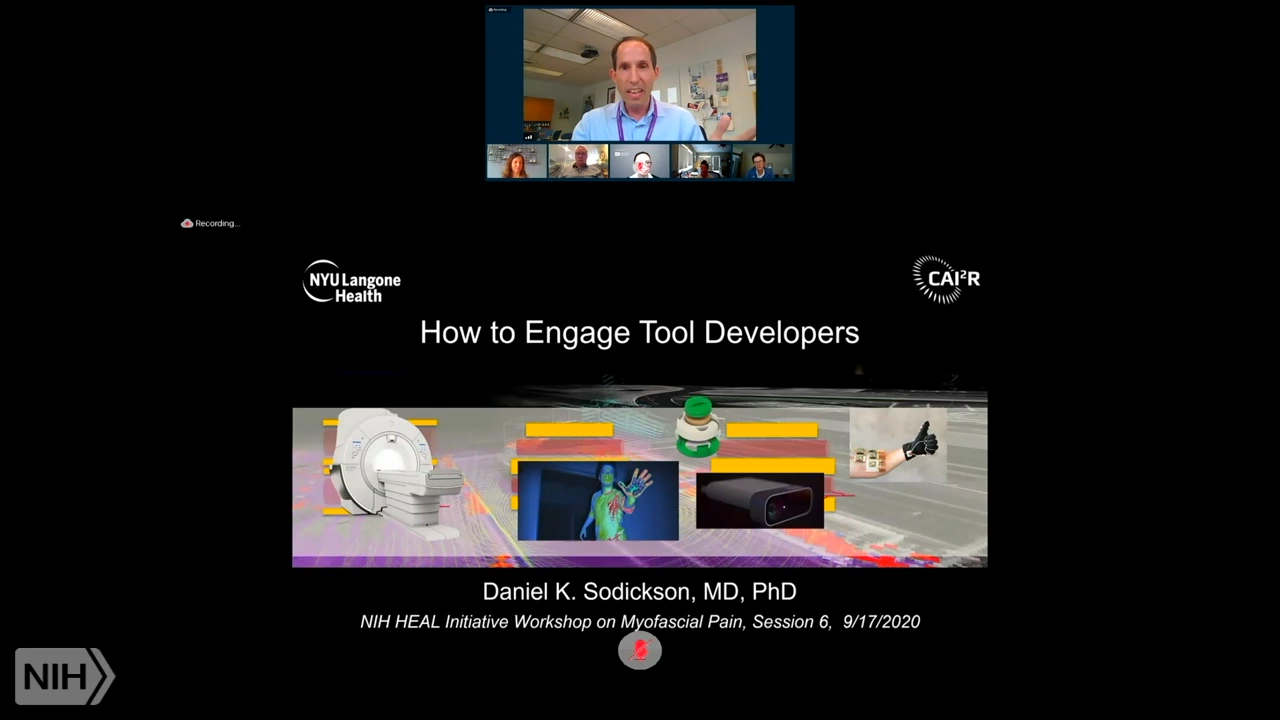 Recording...
NYU Langone
Health
CAI²R
How to Engage Tool Developers
Daniel K. Sodickson, MD, PhD
NIH HEAL Initiative Workshop on Myofascial Pain, Session 6, 9/17/2020
NIH